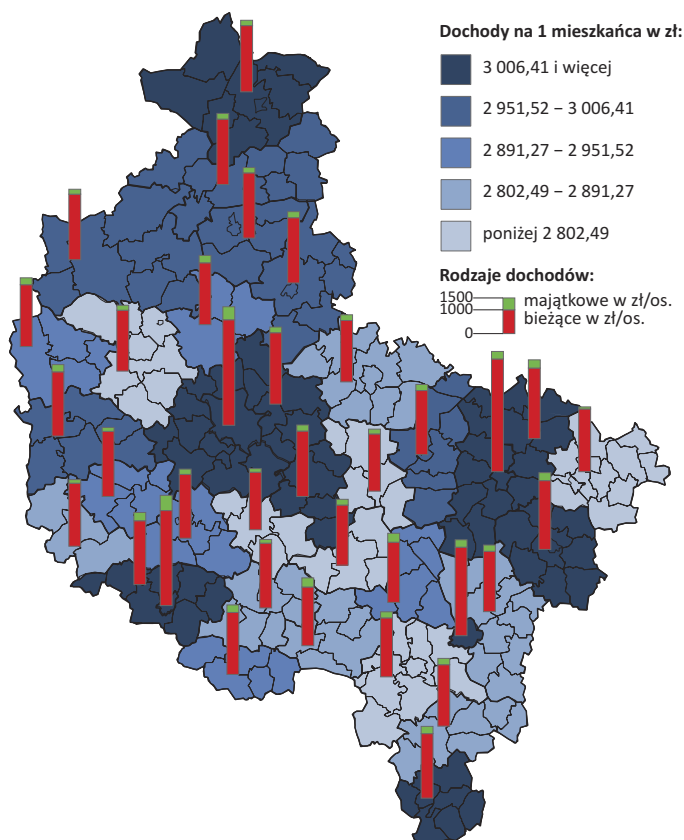 Dochody na 1 mieszkańca w zł:
3 006,41 i więcej
2 951,52 – 3 006,41
2 891,27 – 2 951,52
2 802,49 – 2 891,27
poniżej 2 802,49
Rodzaje dochodów:
1500 majątkowe w zł/os.
1000 bieżące w zł/os.
0